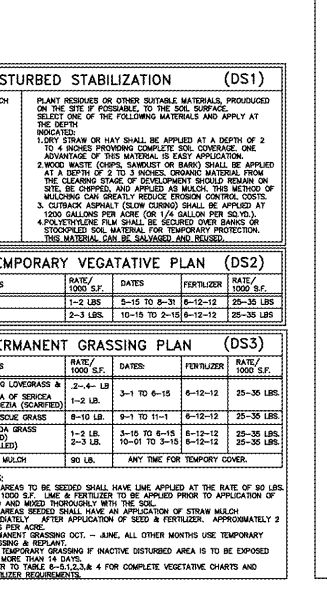 STURBED STABILIZATION (DS1)
CH
PLANT RESIDUES OR OTHER SUITABLE MATERIALS, PROUDUCED
ON THE SITE IF POSSIABLE, TO THE SOIL SURFACE.
SELECT ONE OF THE FOLLOWING MATERIALS AND APPLY AT
THE DEPTH
INDICATED:
1. DRY STRAW OR HAY SHALL BE APPLIED AT A DEPTH OF 2
TO 4 INCHES PROVIDING COMPLETE SOIL COVERAGE. ONE
ADVANTAGE OF THIS MATERIAL IS EASY APPLICATION.
2. WOOD WASTE (CHIPS, SAWDUST OR BARK) SHALL BE APPLIED
AT A DEPTH OF 2 TO 3 INCHES. ORGANIC MATERIAL FROM
THE CLEARING STAGE OF DEVELOPMENT SHOULD REMAIN ON
SITE, BE CHIPPED, AND APPLIED AS MULCH. THIS METHOD OF
MULCHING CAN GREATLY REDUCE EROSION CONTROL COSTS.
3. CUTBACK ASPHALT (SLOW CURING) SHALL BE APPLIED AT
1200 GALLONS PER ACRE (OR 1/4 GALLON PER SQ.YD.).
4. POLYETHYLENE FILM SHALL BE SECURED OVER BANKS OR
STOCKPILED SOIL MATERIAL FOR TEMPORARY PROTECTION.
THIS MATERIAL CAN BE SALVAGED AND REUSED.
EMPORARY VEGATATIVE PLAN (DS2)
S RATE/ 1000 S.F. DATES FERTILIZER RATE/ 1000 S.F.
1-2 LBS 5-15 TO 8-31 6-12-12 25-35 LBS
2-3 LBS. 10-15 TO 2-15 6-12-12 25-35 LBS
ERMANENT GRASSING PLAN (DS3)
S RATE/ 1000 S.F. DATES: FERTILIZER RATE/ 1000 S.F.
G LOVEGRASS & .2-.4- LB
A OF SERICEA 3-1 TO 6-15 6-12-12 25-35 LBS.
EZIA (SCARIFIED) 1-2 LB.
SCUE GRASS 8-10 LB. 9-1 TO 11-1 6-12-12 25-35 LBS
DA GRASS 1-2 LB. 3-15 TO 6-15 6-12-12 25-35 LBS
D) 2-3 LB. 10-01 TO 3-15 6-12-12 25-35 LBS
LLED)
MULCH 90 LB. ANY TIME FOR TEMPORY COVER.
S:
AREAS TO BE SEEDED SHALL HAVE LIME APPLIED AT THE RATE OF 90 LBS.
1000 S.F. LIME & FERTILIZER TO BE APPLIED PRIOR TO APPLICATION OF
AND MIXED THOROUGHLY WITH THE SOIL.
AREAS SEEDED SHALL HAVE AN APPLICATION OF STRAW MULCH
DIATELY AFTER APPLICATION OF SEED & FERTILIZER. APPROXIMATELY 2
S PER ACRE.
MANENT GRASSING OCT. - JUNE, ALL OTHER MONTHS USE TEMPORARY
SSING & REPLANT.
TEMPORARY GRASSING IF INACTIVE DISTURBED AREA IS TO BE EXPOSED
MORE THAN 14 DAYS.
R TO TABLE 6-5.1,2,3,& 4 FOR COMPLETE VEGETATIVE CHARTS AND
ILIZER REQUIREMENTS.